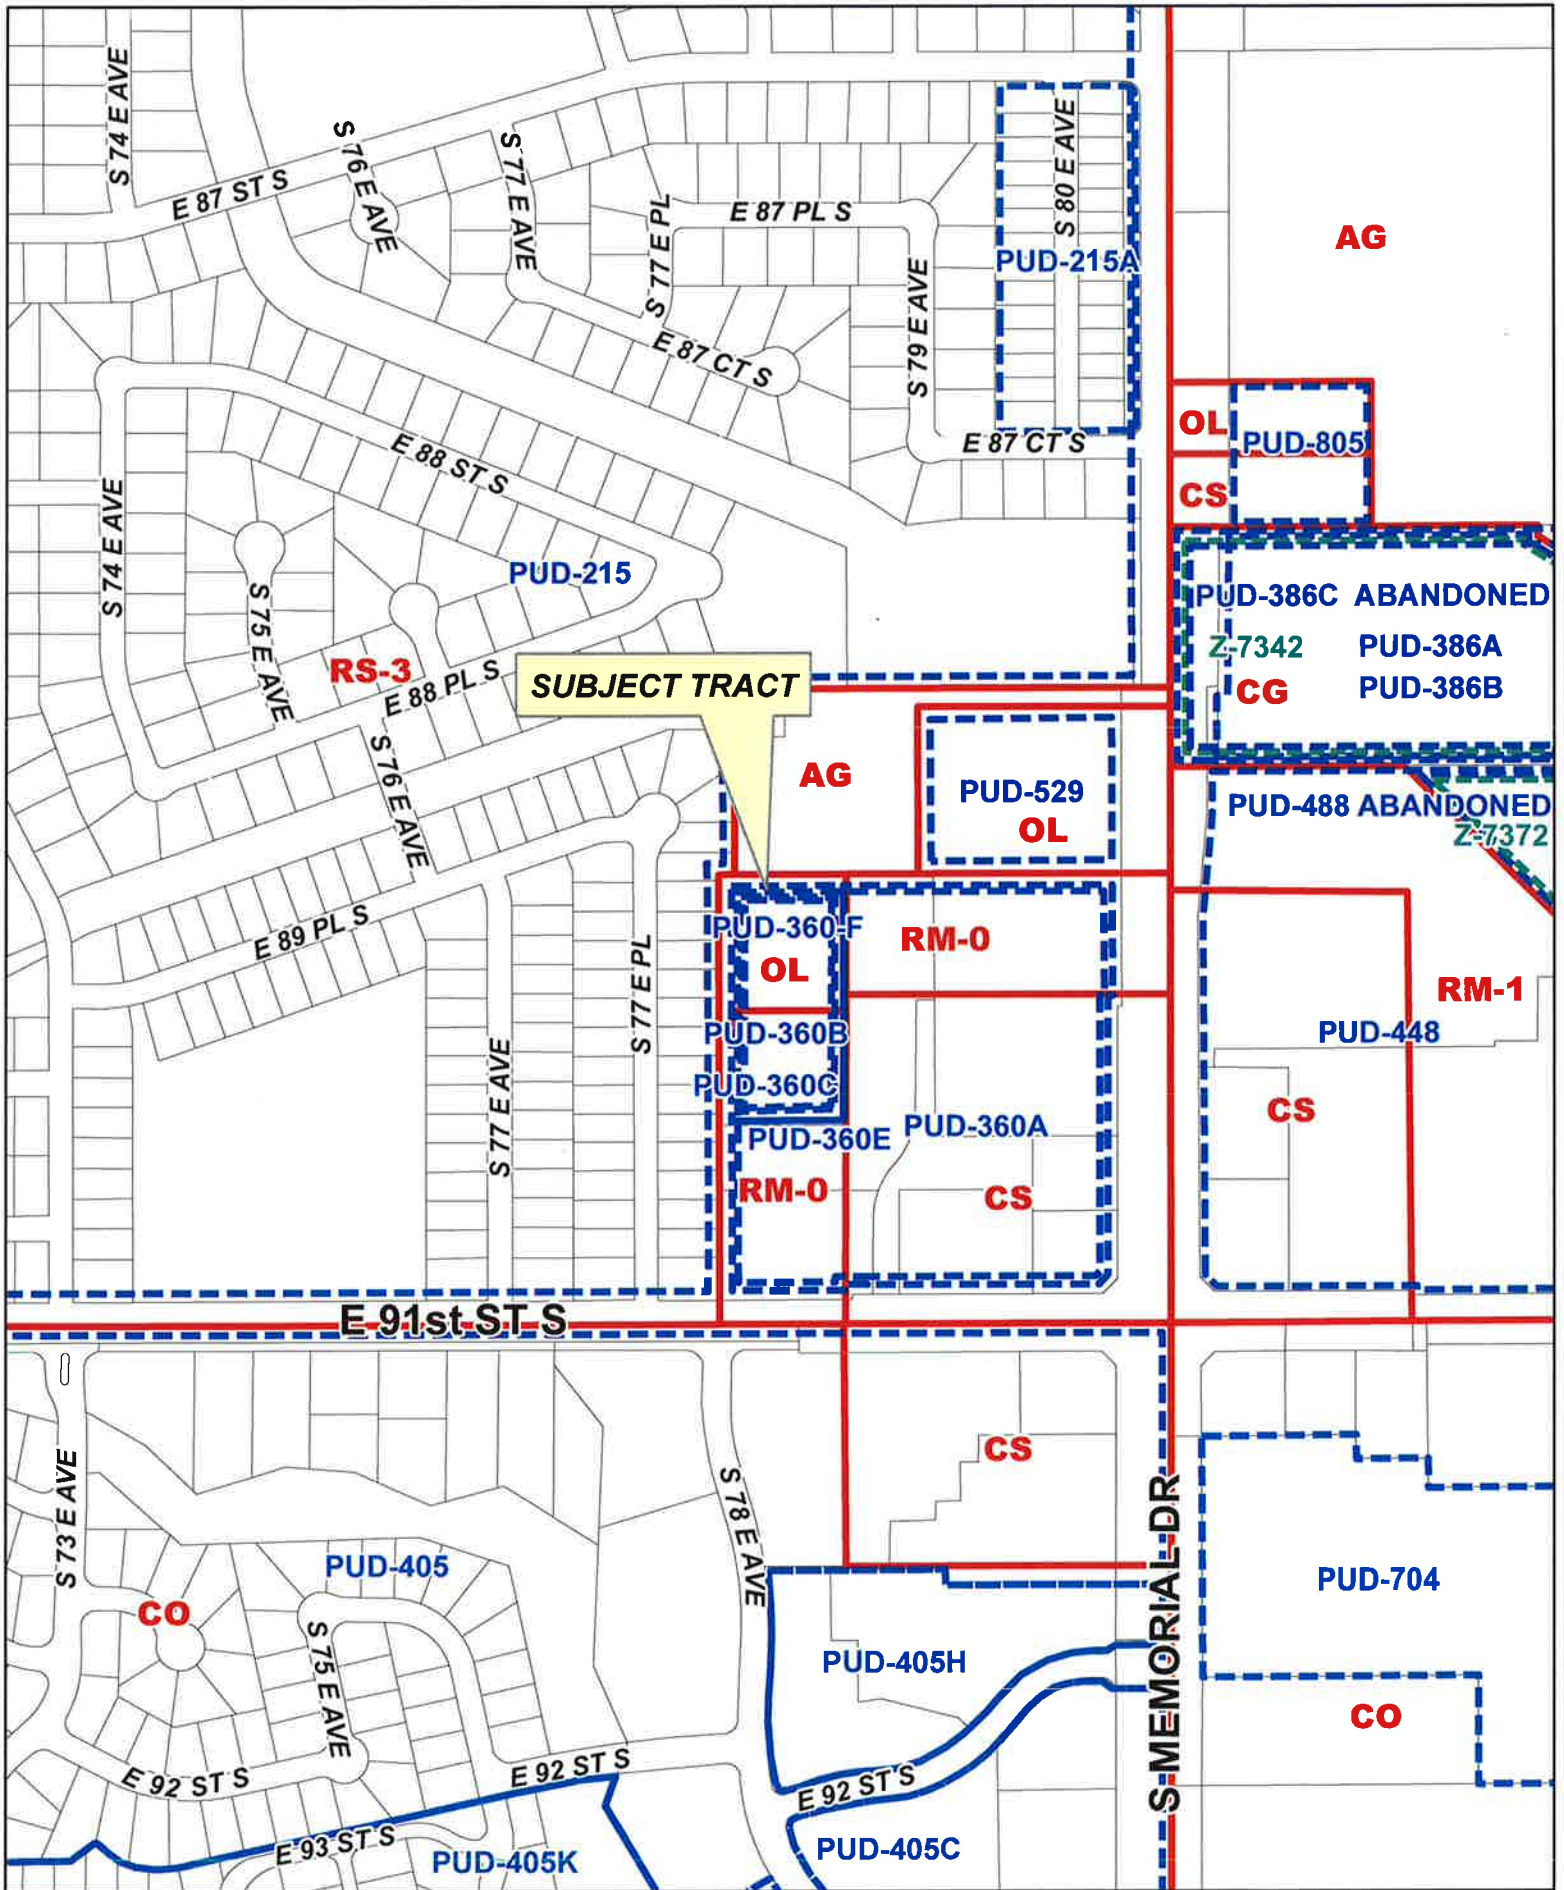 S 74 E AVE
E 87 ST S
S 76 E AVE
S 77 E AVE
S 77 E PL
E 87 PL S
S 79 E AVE
S 80 E AVE
PUD-215A
AG
E 87 CT S
E 87 CT S
OL
PUD-805
CS
E 88 ST S
S 74 E AVE
S 75 E AVE
PUD-215
RS-3
E 88 PL S
SUBJECT TRACT
PUD-386C ABANDONED
Z-7342
PUD-386A
CG
PUD-386B
S 76 E AVE
AG
PUD-529
OL
PUD-488 ABANDONED
Z-7372
E 89 PL S
S 77 E PL
S 77 E AVE
PUD-360-F
OL
RM-0
RM-1
PUD-360B
PUD-448
PUD-360C
PUD-360E
PUD-360A
CS
RM-0
CS
E 91st ST S
S 73 E AVE
S 78 E AVE
CS
S MEMORIAL DR
PUD-405
CO
S 75 E AVE
PUD-704
PUD-405H
CO
E 92 ST S
E 92 ST S
E 92 ST S
E 93 ST S
PUD-405K
PUD-405C